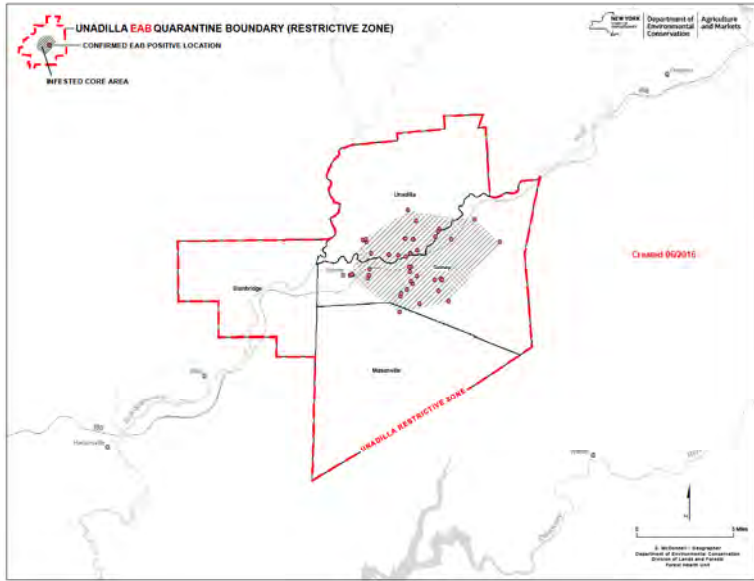 UNADILLA EAB QUARANTINE BOUNDARY (RESTRICTIVE ZONE)
CONFIRMED EAB POSITIVE LOCATION
INFESTED CORE AREA
NEW YORK
Department of
Environmental
Conservation
Agriculture
and Markets
Unadilla
Created 06/2016
Sidney
Bainbridge
Masonville
UNADILLA RESTRICTIVE ZONE
N
0
3 Miles
Department of Environmental Conservation
Division of Lands and Forests
Forest Health Unit